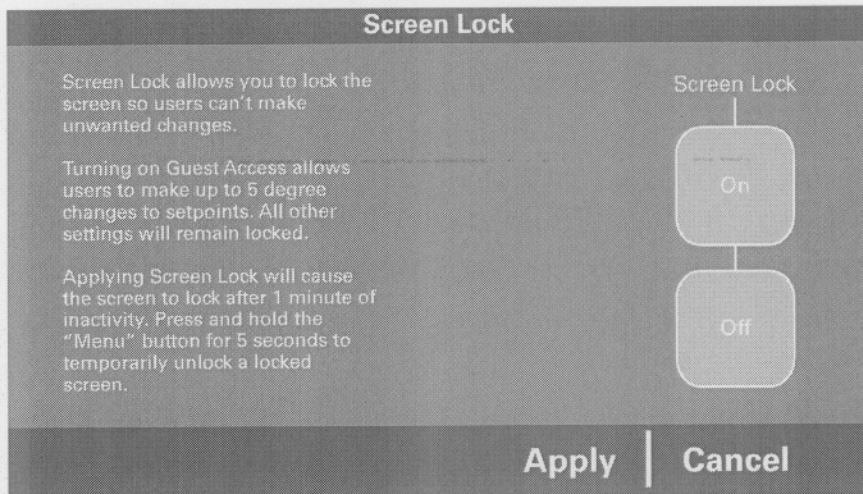 Screen Lock
Screen Lock allows you to lock the
screen so users can't make
unwanted changes.
Turning on Guest Access allows
users to make up to 5 degree
changes to setpoints. All other
settings will remain locked.
Applying Screen Lock will cause
the screen to lock after 1 minute of
inactivity. Press and hold the
"Menu" button for 5 seconds to
temporarily unlock a locked
screen.
Screen Lock
On
Off
Apply | Cancel